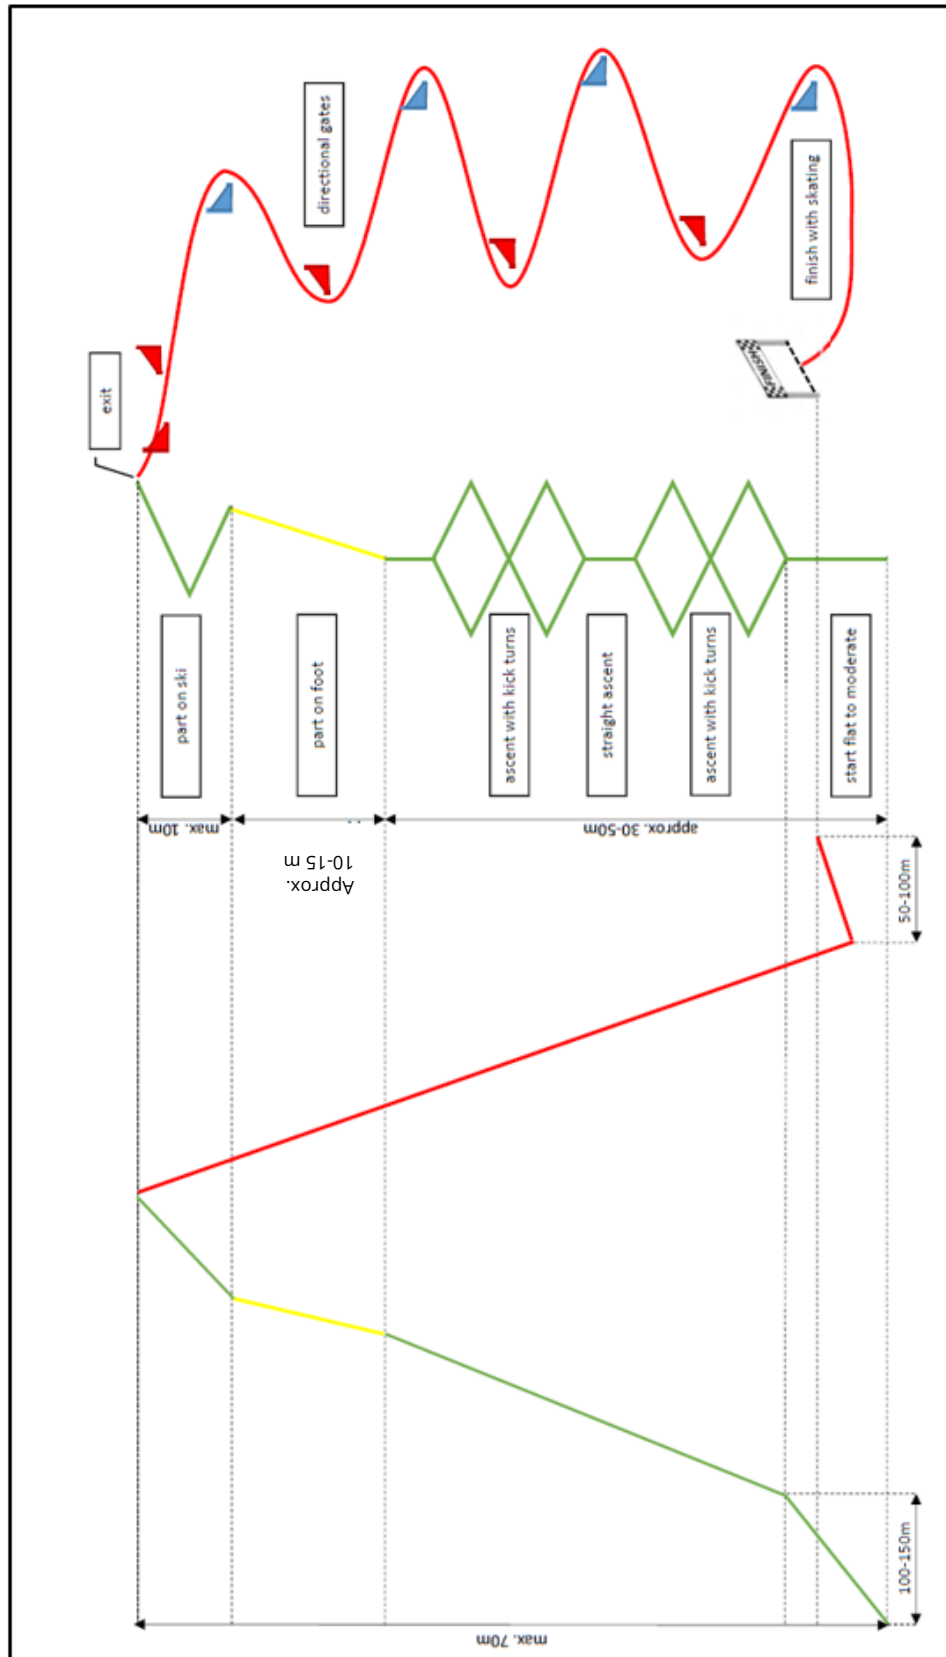 exit
directional gates
finish with skating
FINISH
part on ski
part on foot
ascent with kick turns
straight ascent
ascent with kick turns
start flat to moderate
max. 10m
Approx.
10-15 m
approx. 30-50m
50-100m
100-150m
max. 70m